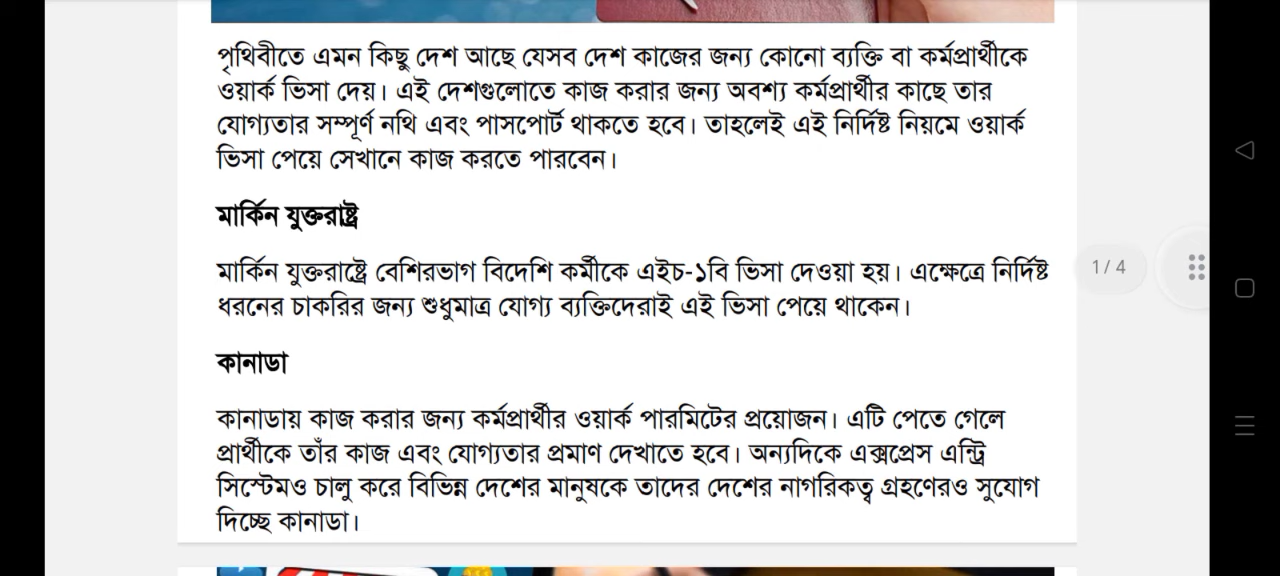 পৃথিবীতে এমন কিছু দেশ আছে যেসব দেশ কাজের জন্য কোনো ব্যক্তি বা কর্মপ্রার্থীকে
ওয়ার্ক ভিসা দেয়। এই দেশগুলোতে কাজ করার জন্য অবশ্য কর্মপ্রার্থীর কাছে তার
যোগ্যতার সম্পূর্ণ নথি এবং পাসপোর্ট থাকতে হবে। তাহলেই এই নির্দিষ্ট নিয়মে ওয়ার্ক
ভিসা পেয়ে সেখানে কাজ করতে পারবেন।
মার্কিন যুক্তরাষ্ট্র
মার্কিন যুক্তরাষ্ট্রে বেশিরভাগ বিদেশি কর্মীকে এইচ-১বি ভিসা দেওয়া হয়। এক্ষেত্রে নির্দিষ্ট
ধরনের চাকরির জন্য শুধুমাত্র যোগ্য ব্যক্তিদেরাই এই ভিসা পেয়ে থাকেন।
1 / 4
কানাডা
কানাডায় কাজ করার জন্য কর্মপ্রার্থীর ওয়ার্ক পারমিটের প্রয়োজন। এটি পেতে গেলে
প্রার্থীকে তাঁর কাজ এবং যোগ্যতার প্রমাণ দেখাতে হবে। অন্যদিকে এক্সপ্রেস এন্ট্রি
সিস্টেমও চালু করে বিভিন্ন দেশের মানুষকে তাদের দেশের নাগরিকত্ব গ্রহণেরও সুযোগ
দিচ্ছে কানাডা।